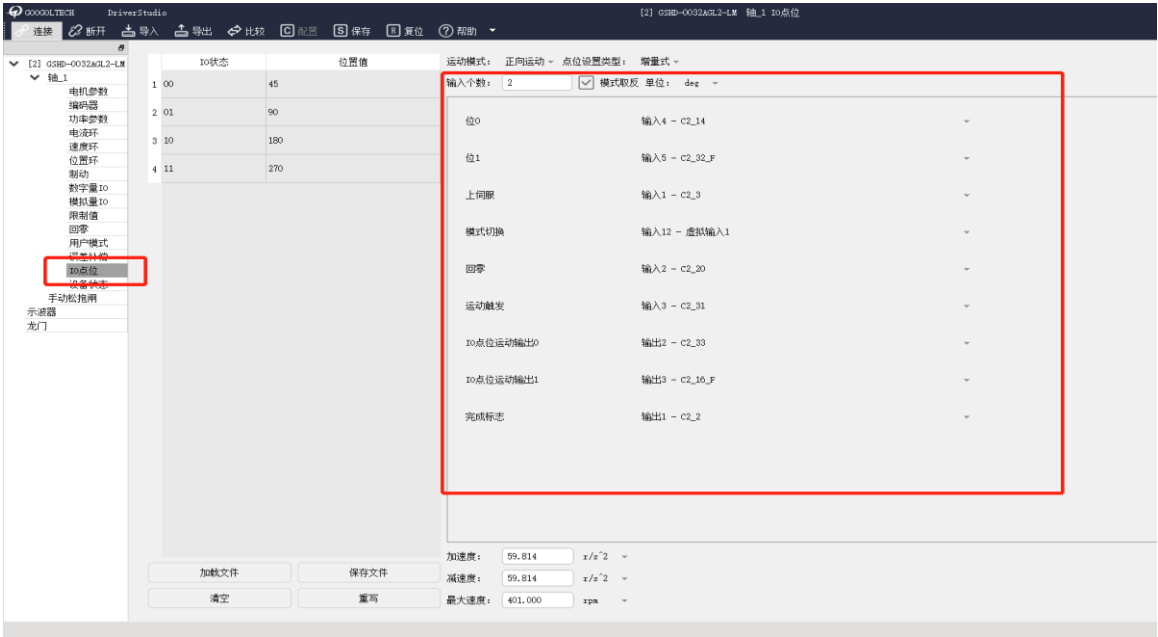 GOOGOLTECH DriverStudio [2] GSHD-0032AGL2-LM 轴_1 IO点位
连接 断开 导入 导出 比较 C 配置 S 保存 R 复位 ? 帮助
[2] GSHD-0032AGL2-LM
轴_1
电机参数
编码器
功率参数
电流环
速度环
位置环
制动
数字量IO
模拟量IO
限制值
回零
用户模式
误差补偿
IO点位
设备状态
手动松抱闸
示波器
龙门
IO状态 位置值
1 00 45
2 01 90
3 10 180
4 11 270
加载文件 保存文件
清空 重写
运动模式: 正向运动 点位设置类型: 增量式
输入个数: 2 模式取反 单位: deg
位0 输入4 - C2_14
位1 输入5 - C2_32_F
上伺服 输入1 - C2_3
模式切换 输入12 - 虚拟输入1
回零 输入2 - C2_20
运动触发 输入3 - C2_31
IO点位运动输出0 输出2 - C2_33
IO点位运动输出1 输出3 - C2_16_F
完成标志 输出1 - C2_2
加速度: 59.814 r/s^2
减速度: 59.814 r/s^2
最大速度: 401.000 rpm